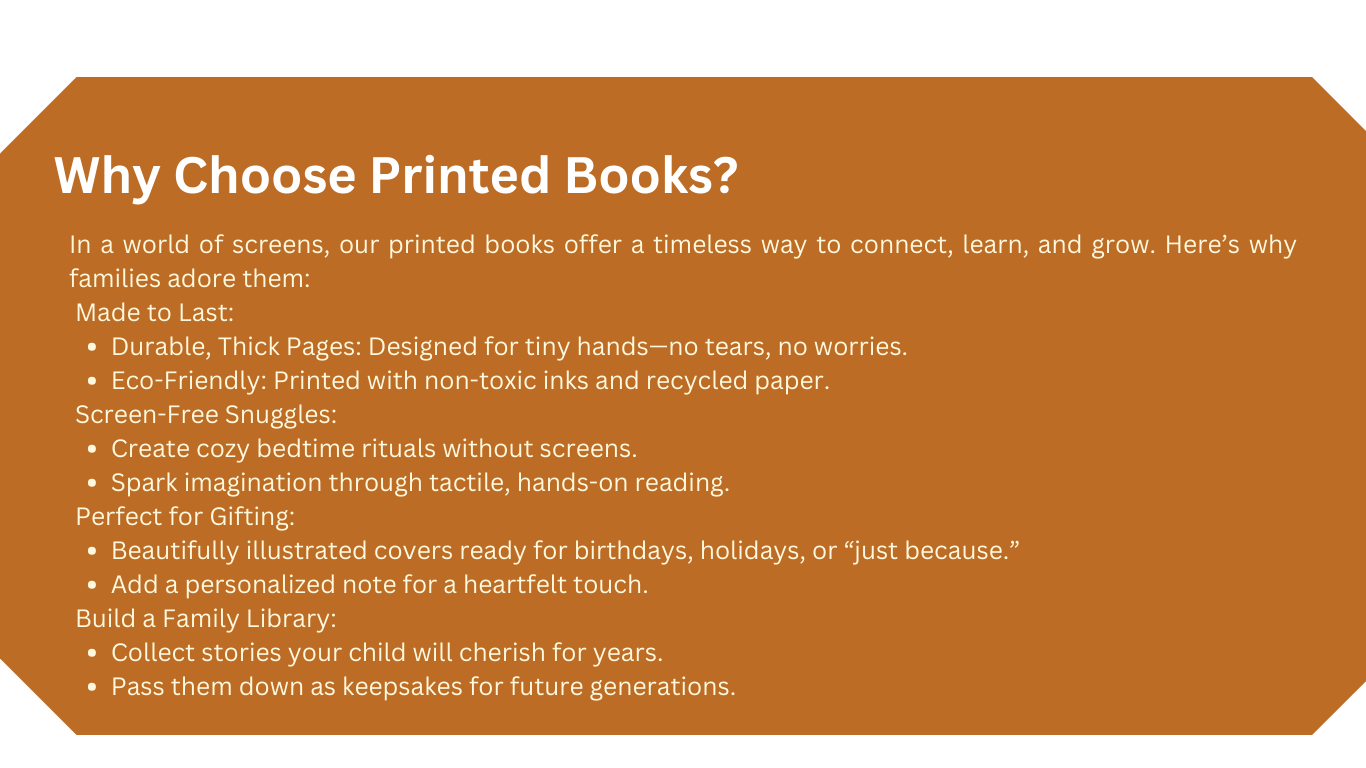 Why Choose Printed Books?
In a world of screens, our printed books offer a timeless way to connect, learn, and grow. Here’s why
families adore them:
Made to Last:
• Durable, Thick Pages: Designed for tiny hands—no tears, no worries.
• Eco-Friendly: Printed with non-toxic inks and recycled paper.
Screen-Free Snuggles:
• Create cozy bedtime rituals without screens.
• Spark imagination through tactile, hands-on reading.
Perfect for Gifting:
• Beautifully illustrated covers ready for birthdays, holidays, or “just because.”
• Add a personalized note for a heartfelt touch.
Build a Family Library:
• Collect stories your child will cherish for years.
• Pass them down as keepsakes for future generations.